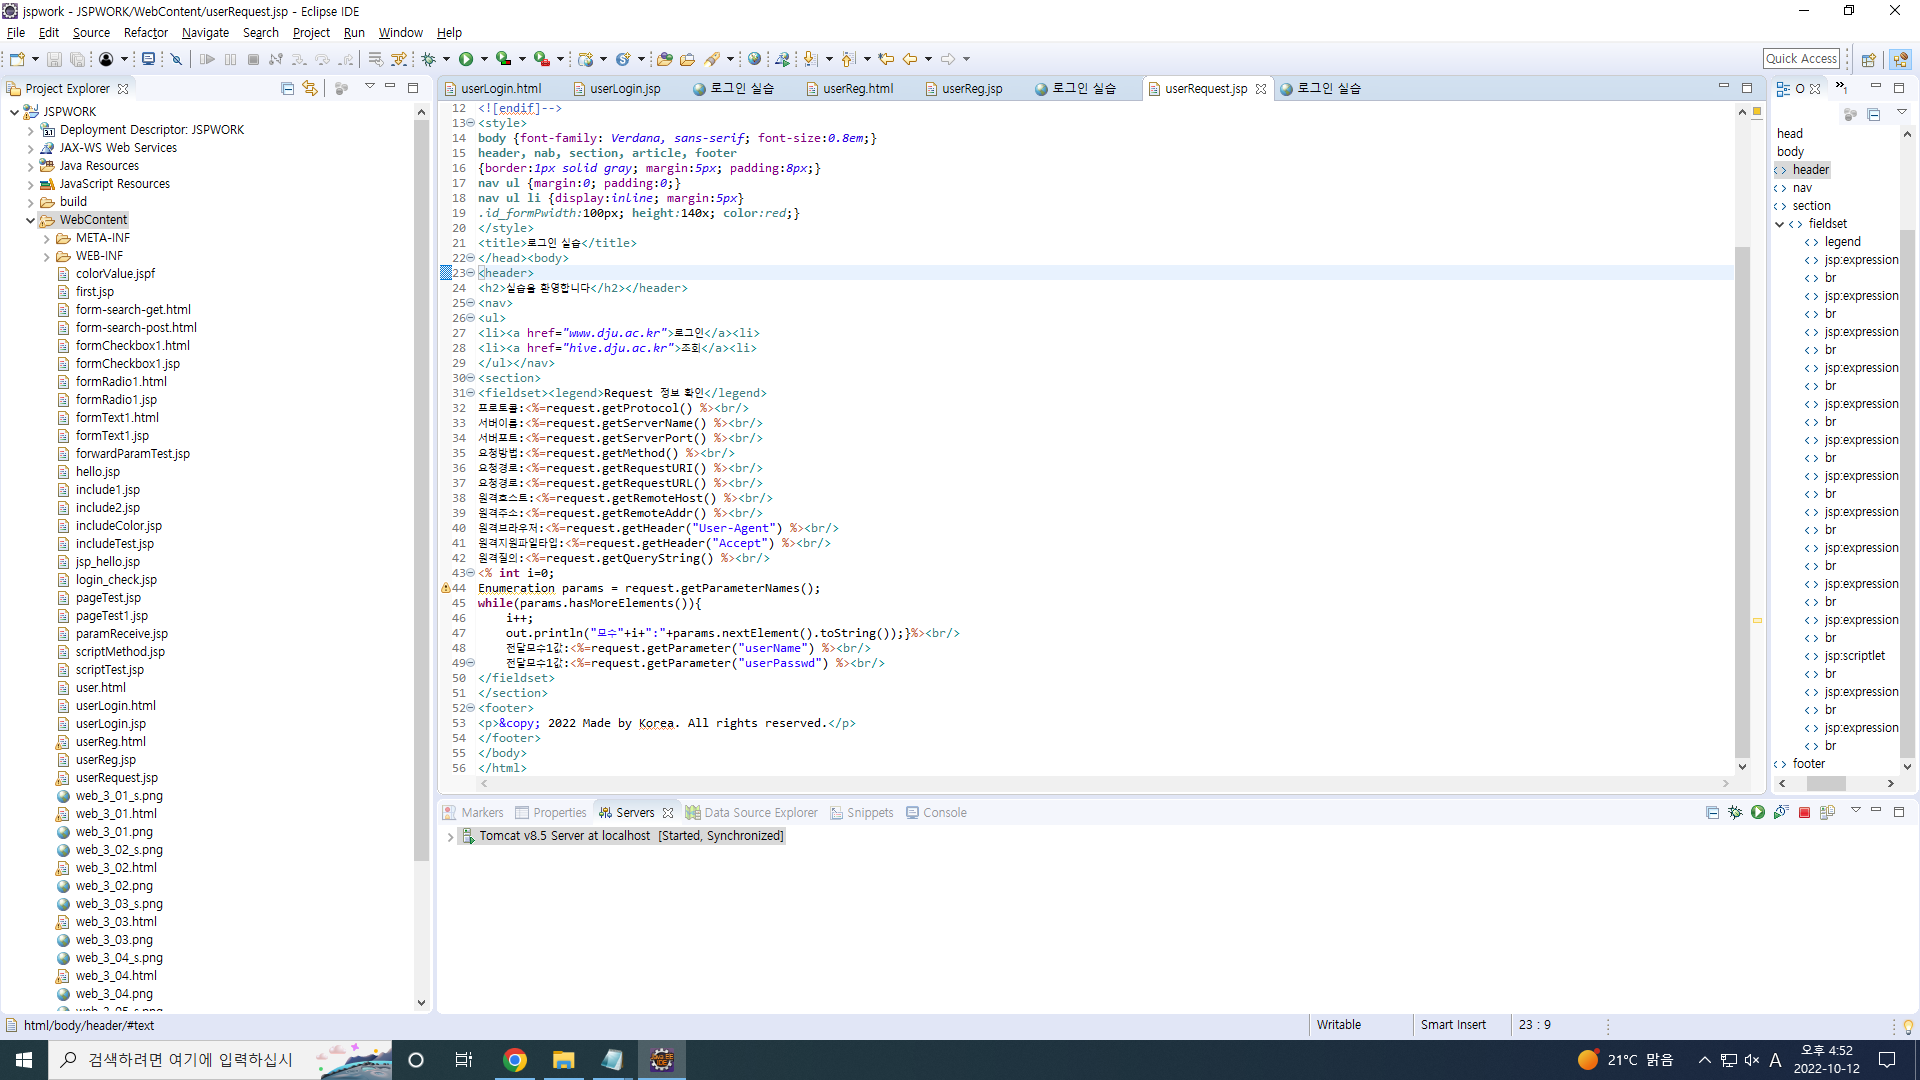 jspwork - JSPWORK/WebContent/userRequest.jsp - Eclipse IDE
File Edit Source Refactor Navigate Search Project Run Window Help
Quick Access
Project Explorer
JSPWORK
Deployment Descriptor: JSPWORK
JAX-WS Web Services
Java Resources
JavaScript Resources
build
WebContent
META-INF
WEB-INF
colorValue.jspf
first.jsp
form-search-get.html
form-search-post.html
formCheckbox1.html
formCheckbox1.jsp
formRadio1.html
formRadio1.jsp
formText1.html
formText1.jsp
forwardParamTest.jsp
hello.jsp
include1.jsp
include2.jsp
includeColor.jsp
includeTest.jsp
jsp_hello.jsp
login_check.jsp
pageTest.jsp
pageTest1.jsp
paramReceive.jsp
scriptMethod.jsp
scriptTest.jsp
user.html
userLogin.html
userLogin.jsp
userReg.html
userReg.jsp
userRequest.jsp
web_3_01_s.png
web_3_01.html
web_3_01.png
web_3_02_s.png
web_3_02.html
web_3_02.png
web_3_03_s.png
web_3_03.html
web_3_03.png
web_3_04_s.png
web_3_04.html
web_3_04.png
userLogin.html userLogin.jsp 로그인 실습 userReg.html userReg.jsp 로그인 실습 userRequest.jsp 로그인 실습
12 <![endif]-->
13 <style>
14 body {font-family: Verdana, sans-serif; font-size:0.8em;}
15 header, nab, section, article, footer
16 {border:1px solid gray; margin:5px; padding:8px;}
17 nav ul {margin:0; padding:0;}
18 nav ul li {display:inline; margin:5px}
19 .id_formPwidth:100px; height:140x; color:red;}
20 </style>
21 <title>로그인 실습</title>
22 </head><body>
23 <header>
24 <h2>실습을 환영합니다</h2></header>
25 <nav>
26 <ul>
27 <li><a href="www.dju.ac.kr">로그인</a><li>
28 <li><a href="hive.dju.ac.kr">조회</a><li>
29 </ul></nav>
30 <section>
31 <fieldset><legend>Request 정보 확인</legend>
32 프로토콜:<%=request.getProtocol() %><br/>
33 서버이름:<%=request.getServerName() %><br/>
34 서버포트:<%=request.getServerPort() %><br/>
35 요청방법:<%=request.getMethod() %><br/>
36 요청경로:<%=request.getRequestURI() %><br/>
37 요청경로:<%=request.getRequestURL() %><br/>
38 원격호스트:<%=request.getRemoteHost() %><br/>
39 원격주소:<%=request.getRemoteAddr() %><br/>
40 원격브라우저:<%=request.getHeader("User-Agent") %><br/>
41 원격지원파일타입:<%=request.getHeader("Accept") %><br/>
42 원격질의:<%=request.getQueryString() %><br/>
43 <% int i=0;
44 Enumeration params = request.getParameterNames();
45 while(params.hasMoreElements()){
46 i++;
47 out.println("모수"+i+":"+params.nextElement().toString());}%><br/>
48 전달모수1값:<%=request.getParameter("userName") %><br/>
49 전달모수1값:<%=request.getParameter("userPasswd") %><br/>
50 </fieldset>
51 </section>
52 <footer>
53 <p>&copy; 2022 Made by Korea. All rights reserved.</p>
54 </footer>
55 </body>
56 </html>
O
head
body
header
nav
section
fieldset
legend
jsp:expression
br
jsp:expression
br
jsp:expression
br
jsp:expression
br
jsp:expression
br
jsp:expression
br
jsp:expression
br
jsp:expression
br
jsp:expression
br
jsp:expression
br
jsp:expression
br
jsp:scriptlet
br
jsp:expression
br
jsp:expression
br
footer
Markers Properties Servers Data Source Explorer Snippets Console
Tomcat v8.5 Server at localhost [Started, Synchronized]
html/body/header/#text
Writable Smart Insert 23 : 9
검색하려면 여기에 입력하십시
21°C 맑음
A
오후 4:52
2022-10-12